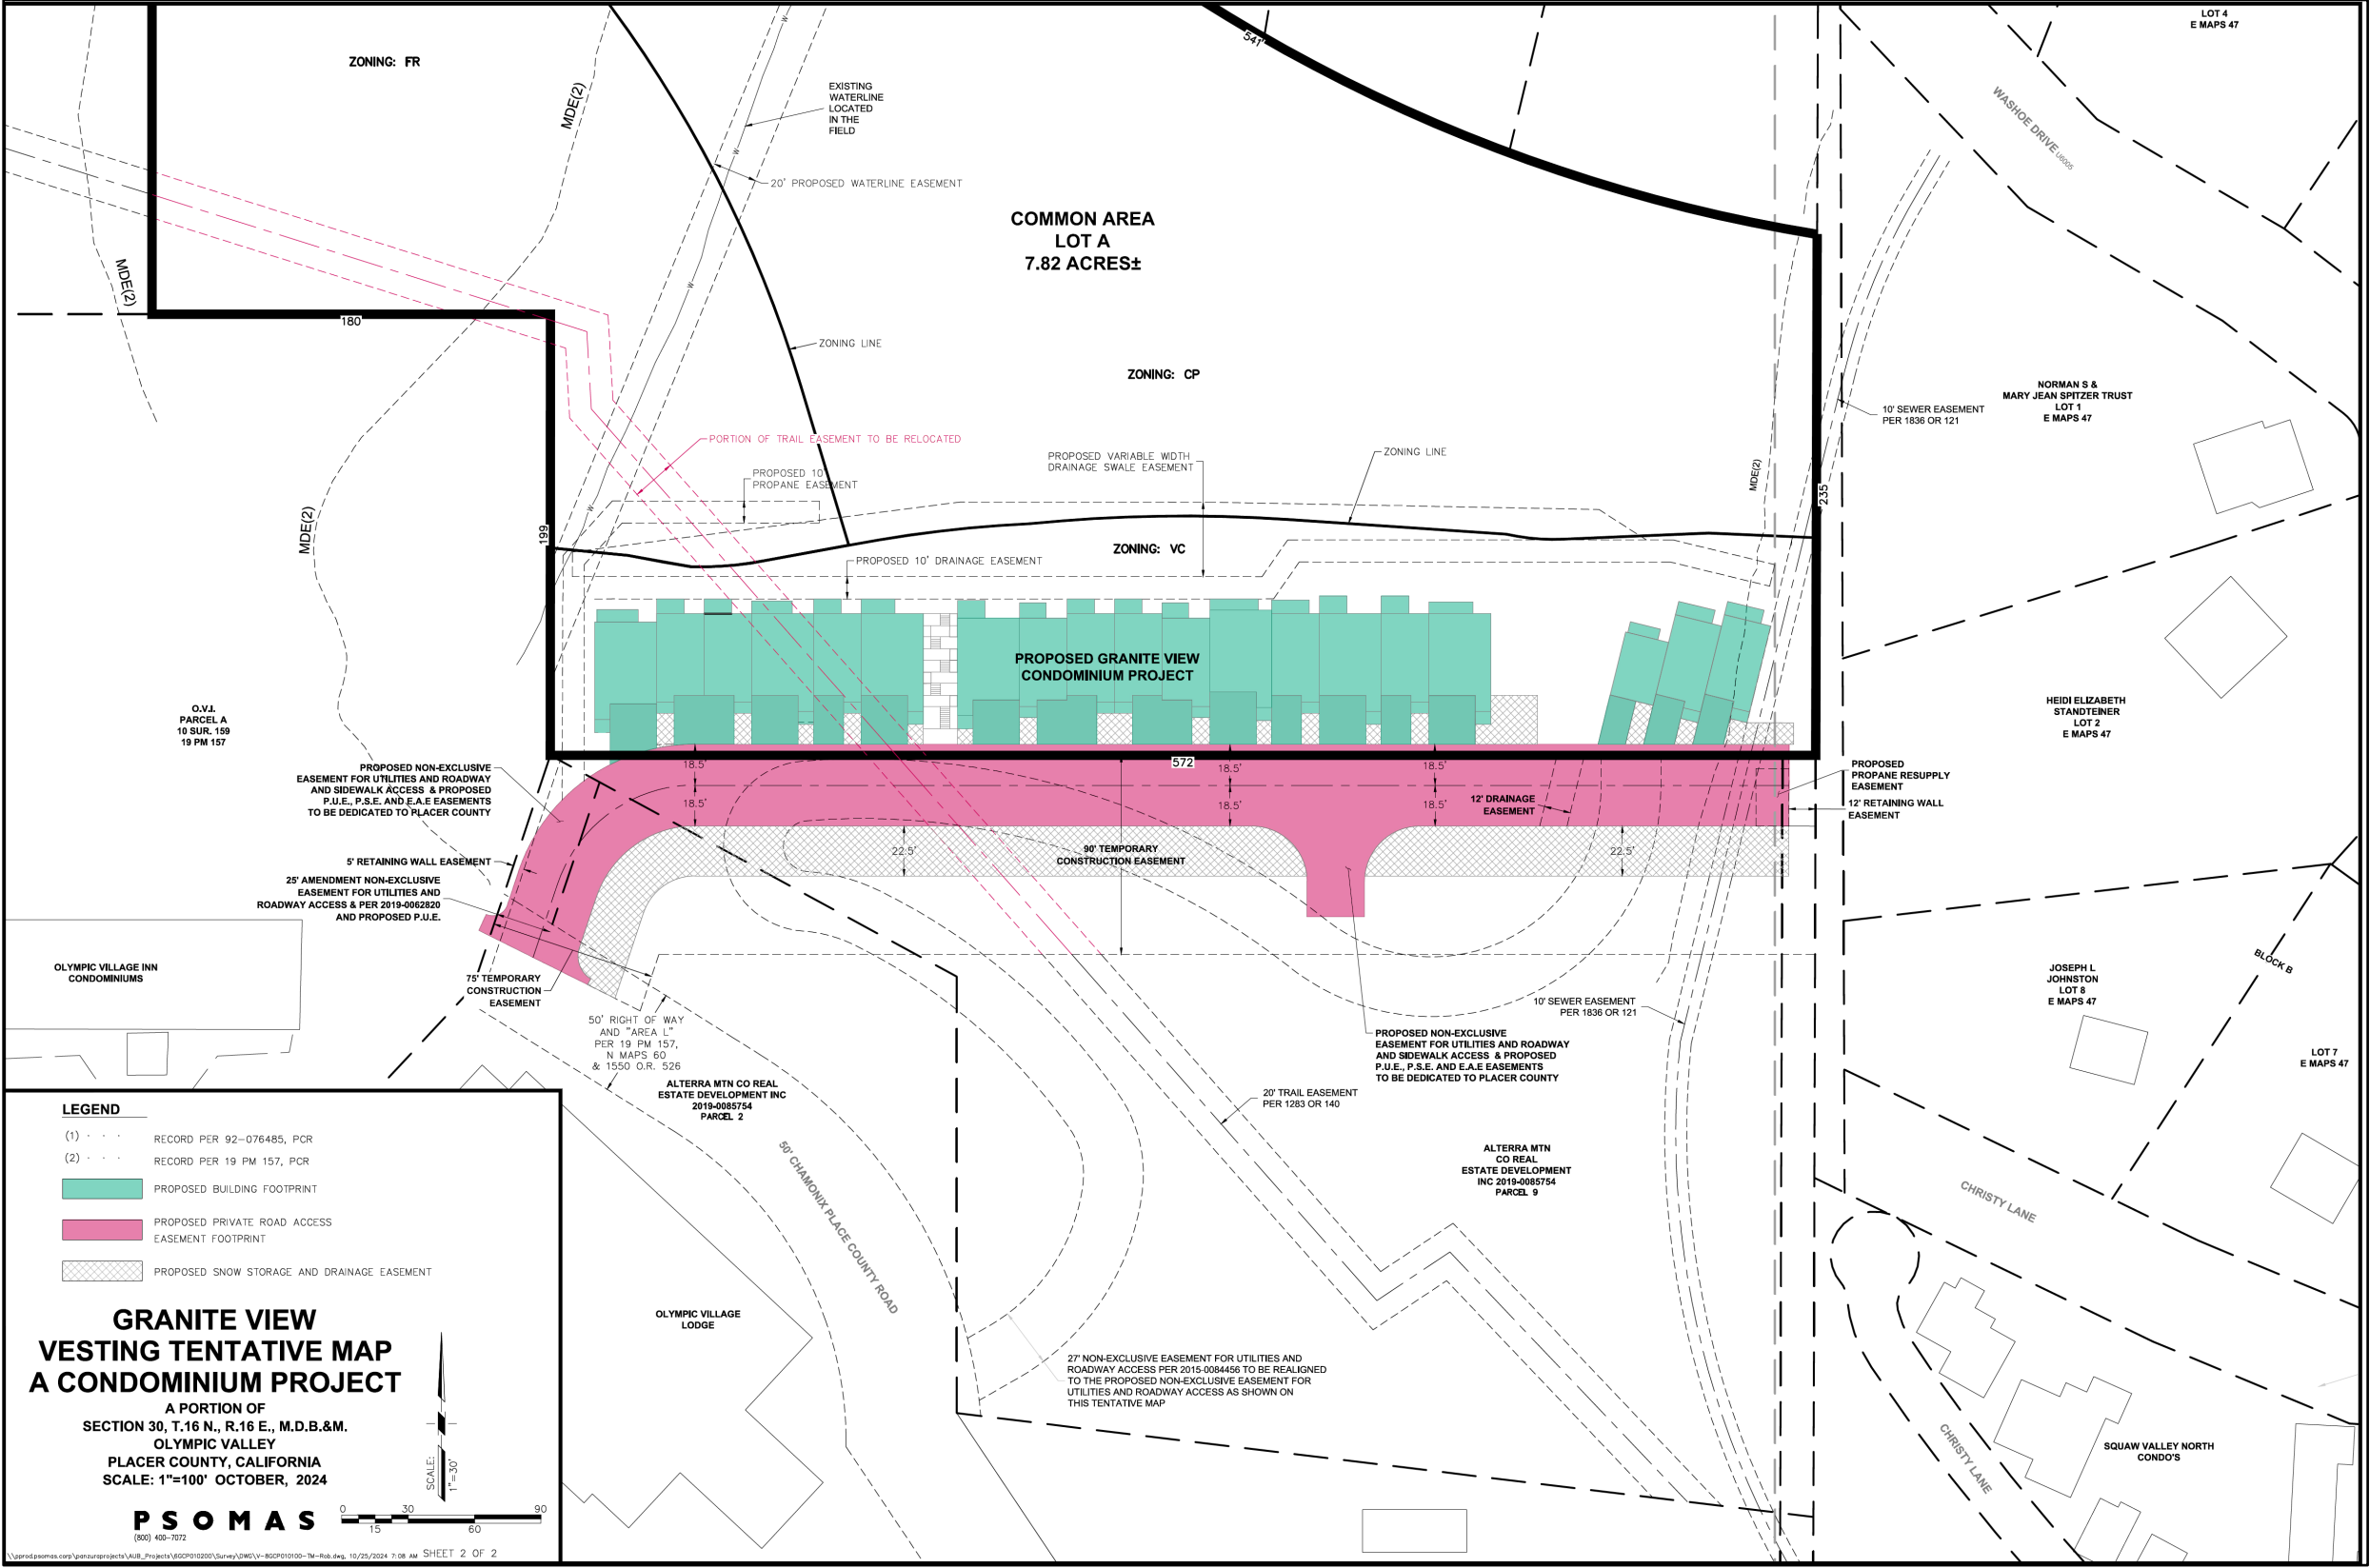 LOT 4
E MAPS 47
ZONING: FR
541'
MDE(2)
W
EXISTING
WATERLINE
LOCATED
IN THE
FIELD
WASHOE DRIVE
W
20' PROPOSED WATERLINE EASEMENT
COMMON AREA
LOT A
7.82 ACRES±
MDE(2)
W
180
ZONING LINE
ZONING: CP
NORMAN S &
MARY JEAN SPITZER TRUST
LOT 1
E MAPS 47
10' SEWER EASEMENT
PER 1836 OR 121
PORTION OF TRAIL EASEMENT TO BE RELOCATED
PROPOSED VARIABLE WIDTH
DRAINAGE SWALE EASEMENT
ZONING LINE
PROPOSED 10'
PROPANE EASEMENT
MDE(2)
235
W
MDE(2)
199
ZONING: VC
PROPOSED 10' DRAINAGE EASEMENT
PROPOSED GRANITE VIEW
CONDOMINIUM PROJECT
O.V.I.
PARCEL A
10 SUR. 159
19 PM 157
HEIDI ELIZABETH
STANDTEINER
LOT 2
E MAPS 47
PROPOSED NON-EXCLUSIVE
EASEMENT FOR UTILITIES AND ROADWAY
AND SIDEWALK ACCESS & PROPOSED
P.U.E., P.S.E. AND E.A.E EASEMENTS
TO BE DEDICATED TO PLACER COUNTY
18.5'
572
18.5'
18.5'
18.5'
18.5'
18.5'
12' DRAINAGE
EASEMENT
PROPOSED
PROPANE RESUPPLY
EASEMENT
12' RETAINING WALL
EASEMENT
22.5'
90' TEMPORARY
CONSTRUCTION EASEMENT
22.5'
5' RETAINING WALL EASEMENT
25' AMENDMENT NON-EXCLUSIVE
EASEMENT FOR UTILITIES AND
ROADWAY ACCESS & PER 2019-0062820
AND PROPOSED P.U.E.
OLYMPIC VILLAGE INN
CONDOMINIUMS
75' TEMPORARY
CONSTRUCTION
EASEMENT
50' RIGHT OF WAY
AND "AREA L"
PER 19 PM 157,
N MAPS 60
& 1550 O.R. 526
10' SEWER EASEMENT
PER 1836 OR 121
JOSEPH L
JOHNSTON
LOT 8
E MAPS 47
BLOCK B
PROPOSED NON-EXCLUSIVE
EASEMENT FOR UTILITIES AND ROADWAY
AND SIDEWALK ACCESS & PROPOSED
P.U.E., P.S.E. AND E.A.E EASEMENTS
TO BE DEDICATED TO PLACER COUNTY
LOT 7
E MAPS 47
ALTERRA MTN CO REAL
ESTATE DEVELOPMENT INC
2019-0085754
PARCEL 2
20' TRAIL EASEMENT
PER 1283 OR 140
ALTERRA MTN
CO REAL
ESTATE DEVELOPMENT
INC 2019-0085754
PARCEL 9
50' CHAMONIX PLACE COUNTY ROAD
CHRISTY LANE
OLYMPIC VILLAGE
LODGE
27' NON-EXCLUSIVE EASEMENT FOR UTILITIES AND
ROADWAY ACCESS PER 2015-0084456 TO BE REALIGNED
TO THE PROPOSED NON-EXCLUSIVE EASEMENT FOR
UTILITIES AND ROADWAY ACCESS AS SHOWN ON
THIS TENTATIVE MAP
CHRISTY LANE
SQUAW VALLEY NORTH
CONDO'S
LEGEND
(1) · · · RECORD PER 92-076485, PCR
(2) · · · RECORD PER 19 PM 157, PCR
PROPOSED BUILDING FOOTPRINT
PROPOSED PRIVATE ROAD ACCESS
EASEMENT FOOTPRINT
PROPOSED SNOW STORAGE AND DRAINAGE EASEMENT
GRANITE VIEW
VESTING TENTATIVE MAP
A CONDOMINIUM PROJECT
A PORTION OF
SECTION 30, T.16 N., R.16 E., M.D.B.&M.
OLYMPIC VALLEY
PLACER COUNTY, CALIFORNIA
SCALE: 1"=100' OCTOBER, 2024
SCALE:
1"=30'
PSOMAS
(800) 400-7072
0 30 90
15 60
SHEET 2 OF 2